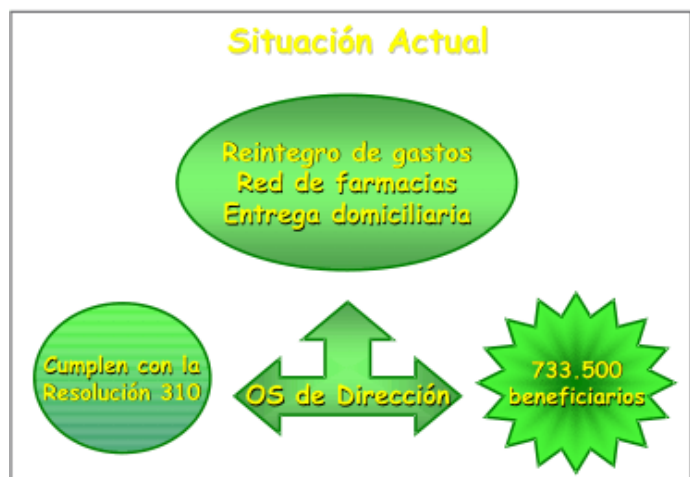 Situación Actual
Reintegro de gastos
Red de farmacias
Entrega domiciliaria
Cumplen con la
Resolución 310
OS de Dirección
733.500
beneficiarios